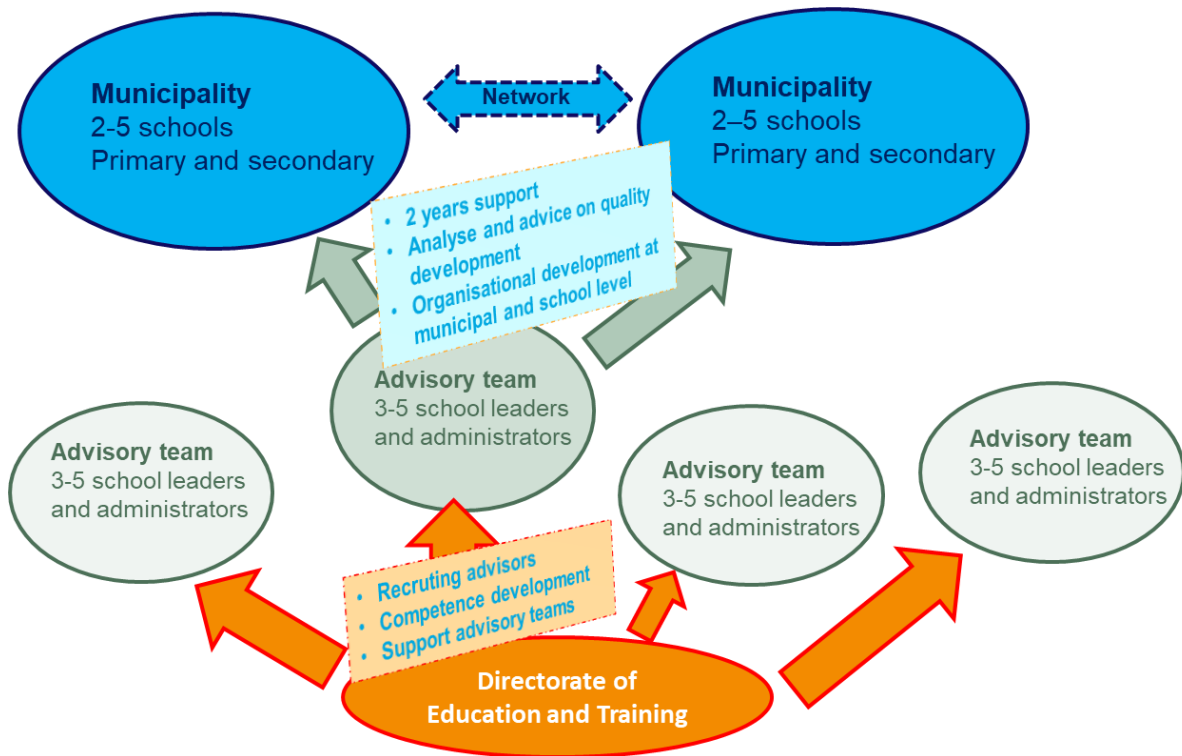 Municipality
2-5 schools
Primary and secondary
Network
Municipality
2–5 schools
Primary and secondary
• 2 years support
• Analyse and advice on quality
development
• Organisational development at
municipal and school level
Advisory team
3-5 school leaders
and administrators
Advisory team
3-5 school leaders
and administrators
Advisory team
3-5 school leaders
and administrators
Advisory team
3-5 school leaders
and administrators
• Recruting advisors
• Competence development
• Support advisory teams
Directorate of
Education and Training